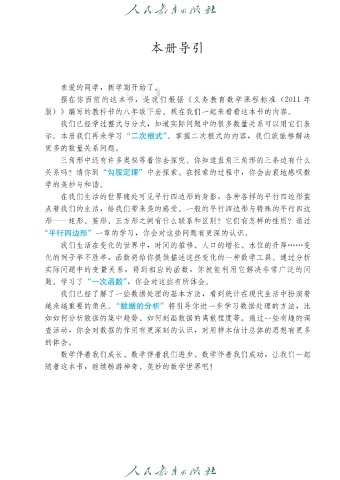 人民教育出版社
本册导引
亲爱的同学，新学期开始了。
摆在你面前的这本书，是我们根据《义务教育数学课程标准（2011年
版）》编写的教科书的八年级下册。现在我们一起来看看这本书的内容。
我们已经学过整式与分式，知道实际问题中的很多数量关系可以用它们表
示。本册我们再来学习“二次根式”。掌握二次根式的内容，我们就能够解决
更多的数量关系问题。
三角形中还有许多奥秘等着你去探究。你知道直角三角形的三条边有什么
关系吗？请你到“勾股定理”中去探索。在探索的过程中，你会由衷地感叹数
学的美妙与和谐。
在我们生活的世界随处可见平行四边形的身影。各种各样的平行四边形装
点着我们的生活，给我们带来美的感受。一般的平行四边形与特殊的平行四边
形——矩形、菱形、正方形之间有什么联系和区别？它们有怎样的性质？通过
“平行四边形”一章的学习，你会对这些问题有更深的认识。
我们生活在变化的世界中，时间的推移、人口的增长、水位的升降……变
化的例子举不胜举，函数将给你提供描述这些变化的一种数学工具。通过分析
实际问题中的变量关系，得到相应的函数，你就能利用它解决非常广泛的问
题。学习了“一次函数”，你会对这些有所体会。
我们已经了解了一些数据处理的基本方法，看到统计在现代生活中扮演着
越来越重要的角色。“数据的分析”将引导你进一步学习数据处理的方法，比
如如何分析数据的集中趋势、如何刻画数据的离散程度等。通过一些有趣的调
查活动，你会对数据的作用有更深刻的认识，对用样本估计总体的思想有更多
的体会。
数学伴着我们成长、数学伴着我们进步、数学伴着我们成功，让我们一起
随着这本书，继续畅游神奇、美妙的数学世界吧！
人民教育出版社